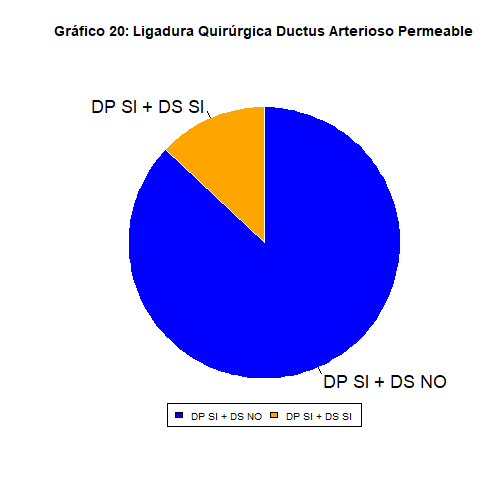 Gráfico 20: Ligadura Quirúrgica Ductus Arterioso Permeable
DP SI + DS SI
DP SI + DS NO
DP SI + DS NO DP SI + DS SI